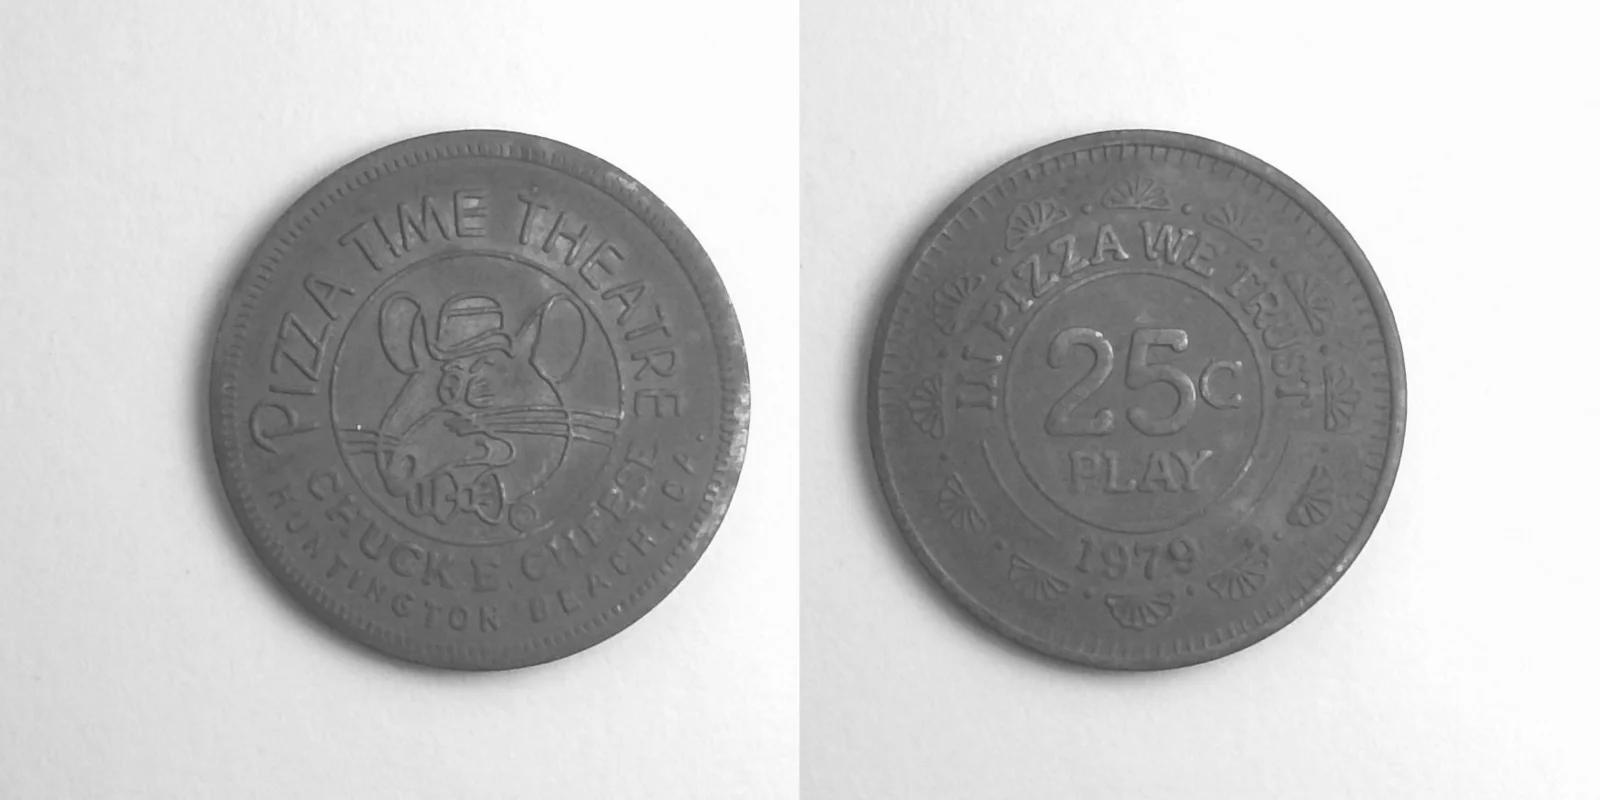 PIZZA TIME THEATRE
CHUCK E. CHEESE
HUNTINGTON BEACH, CA.
IN PIZZA WE TRUST
25¢
PLAY
1979